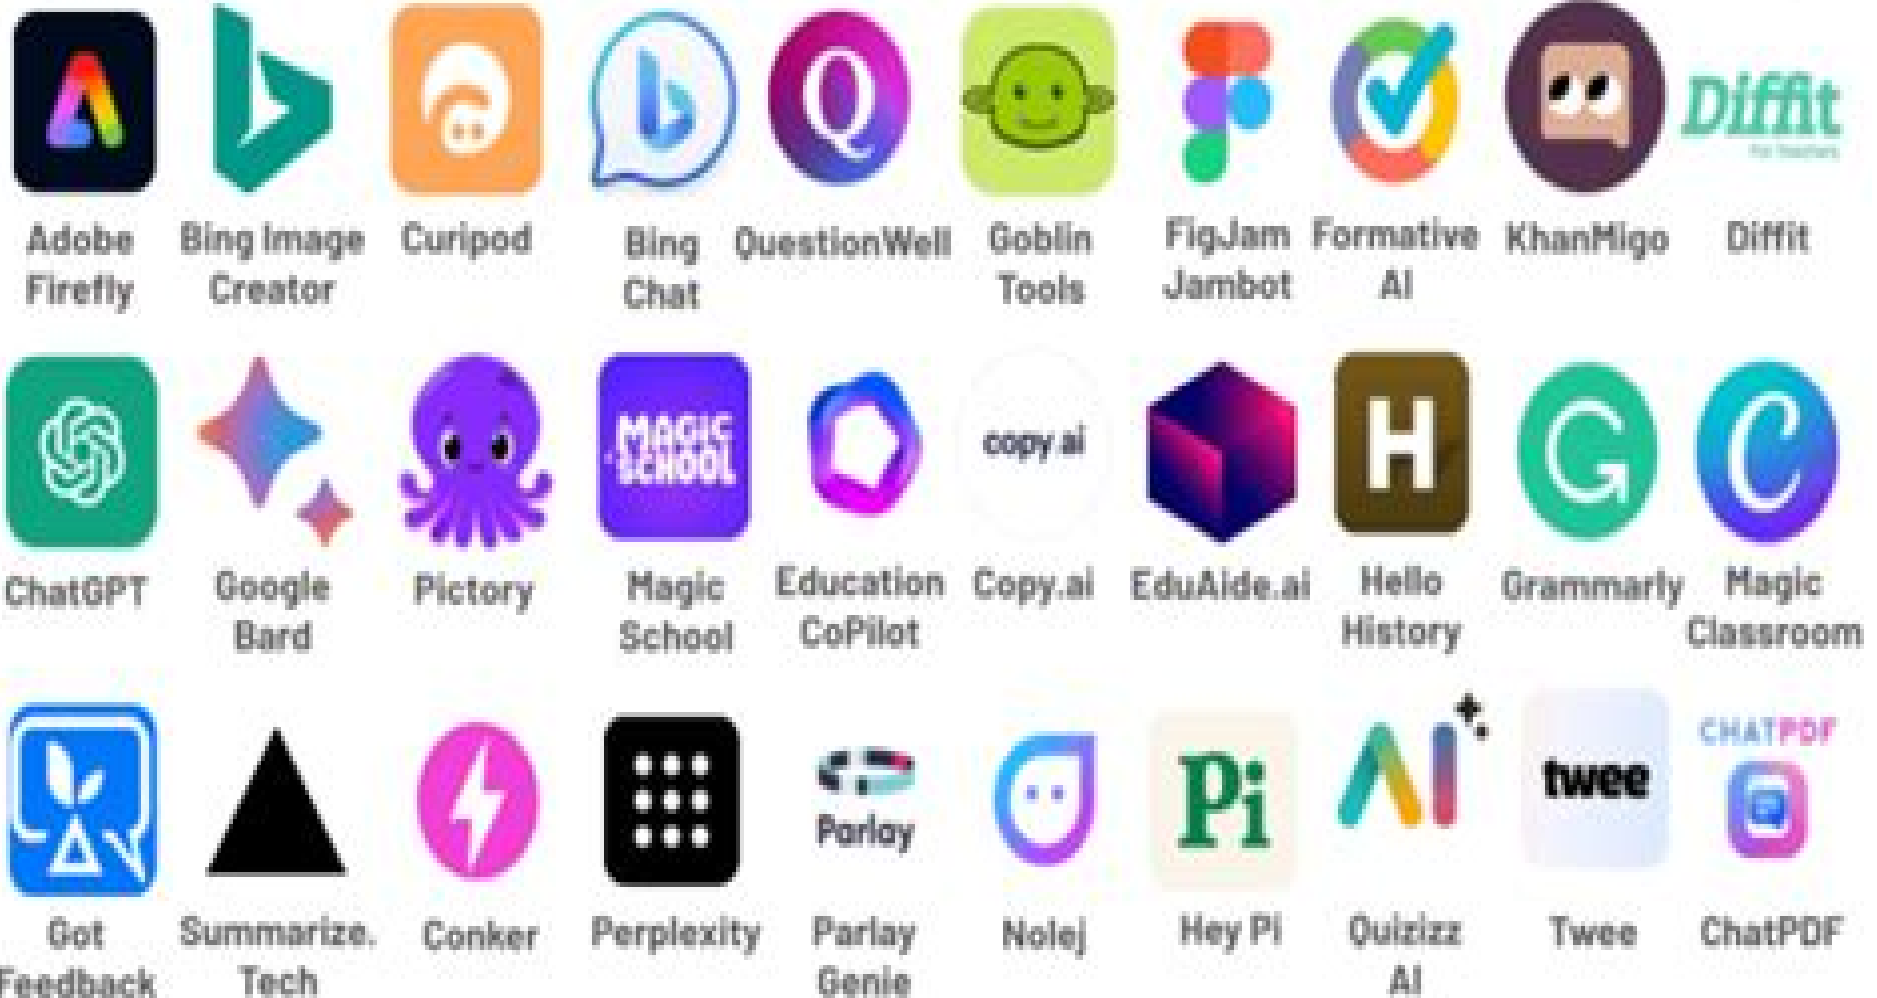 Diffit
For Teachers
Adobe Firefly
Bing Image Creator
Curipod
Bing Chat
Q
QuestionWell
Goblin Tools
FigJam Jambot
Formative AI
KhanMigo
Diffit
MAGIC SCHOOL
copy.ai
H
G
C
ChatGPT
Google Bard
Pictory
Magic School
Education CoPilot
Copy.ai
EduAide.ai
Hello History
Grammarly
Magic Classroom
Parlay
Pi
AI
twee
CHATPDF
Got Feedback
Summarize. Tech
Conker
Perplexity
Parlay Genie
Nolej
Hey Pi
Quizizz AI
Twee
ChatPDF